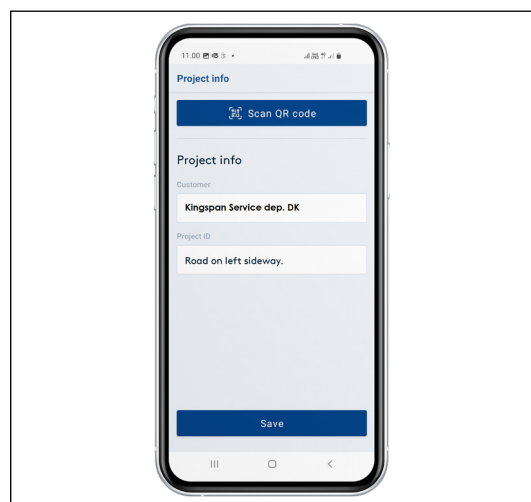 11.00
Project info
Scan QR code
Project info
Customer
Kingspan Service dep. DK
Project ID
Road on left sideway.
Save